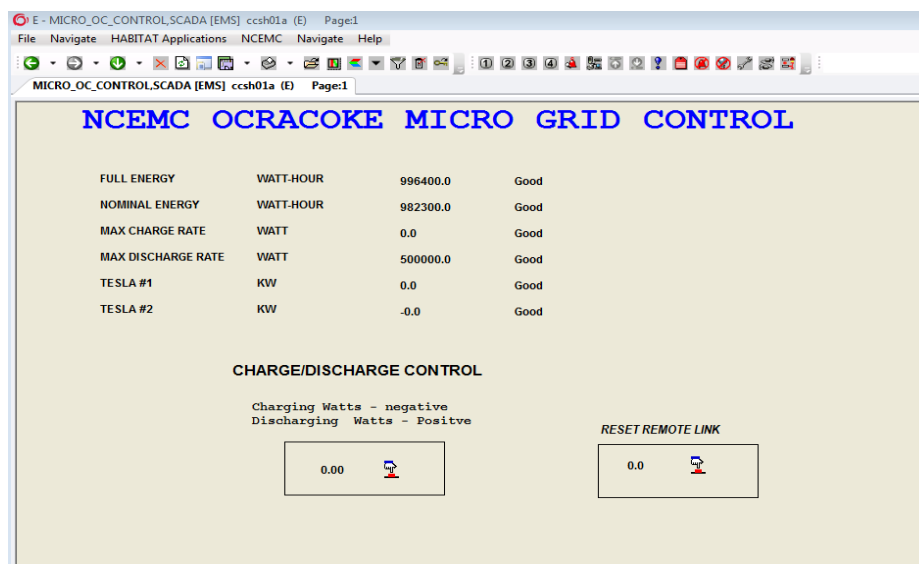 E - MICRO_OC_CONTROL,SCADA [EMS] ccsh01a (E) Page:1
File Navigate HABITAT Applications NCEMC Navigate Help
1 2 3 4
MICRO_OC_CONTROL,SCADA [EMS] ccsh01a (E) Page:1
NCEMC OCRACOKE MICRO GRID CONTROL
FULL ENERGY WATT-HOUR 996400.0 Good
NOMINAL ENERGY WATT-HOUR 982300.0 Good
MAX CHARGE RATE WATT 0.0 Good
MAX DISCHARGE RATE WATT 500000.0 Good
TESLA #1 KW 0.0 Good
TESLA #2 KW -0.0 Good
CHARGE/DISCHARGE CONTROL
Charging Watts - negative
Discharging Watts - Positve
RESET REMOTE LINK
0.00
0.0